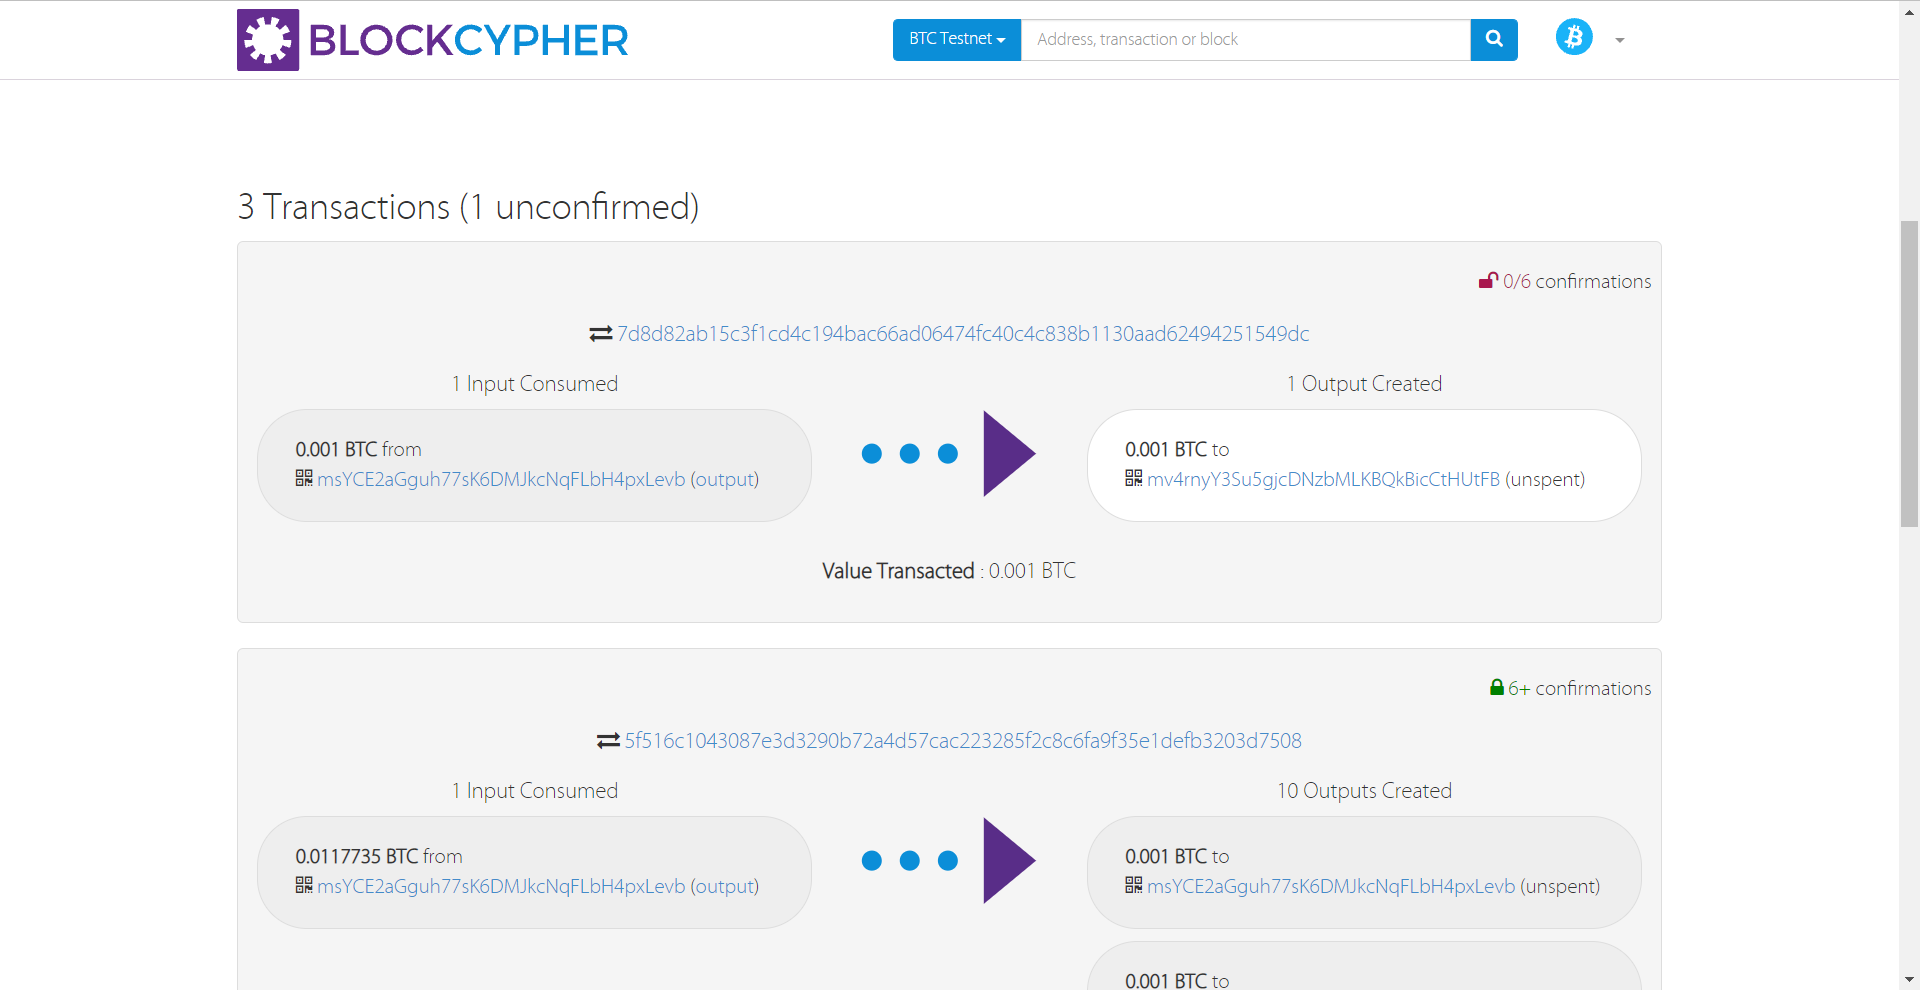 BLOCKCYPHER
BTC Testnet
Address, transaction or block
3 Transactions (1 unconfirmed)
0/6 confirmations
7d8d82ab15c3f1cd4c194bac66ad06474fc40c4c838b1130aad62494251549dc
1 Input Consumed
1 Output Created
0.001 BTC from
msYCE2aGguh77sK6DMJkcNqFLbH4pxLevb (output)
0.001 BTC to
mv4rnyY3Su5gjcDNzbMLKBQkBicCtHUtFB (unspent)
Value Transacted : 0.001 BTC
6+ confirmations
5f516c1043087e3d3290b72a4d57cac223285f2c8c6fa9f35e1defb3203d7508
1 Input Consumed
10 Outputs Created
0.0117735 BTC from
msYCE2aGguh77sK6DMJkcNqFLbH4pxLevb (output)
0.001 BTC to
msYCE2aGguh77sK6DMJkcNqFLbH4pxLevb (unspent)
0.001 BTC to